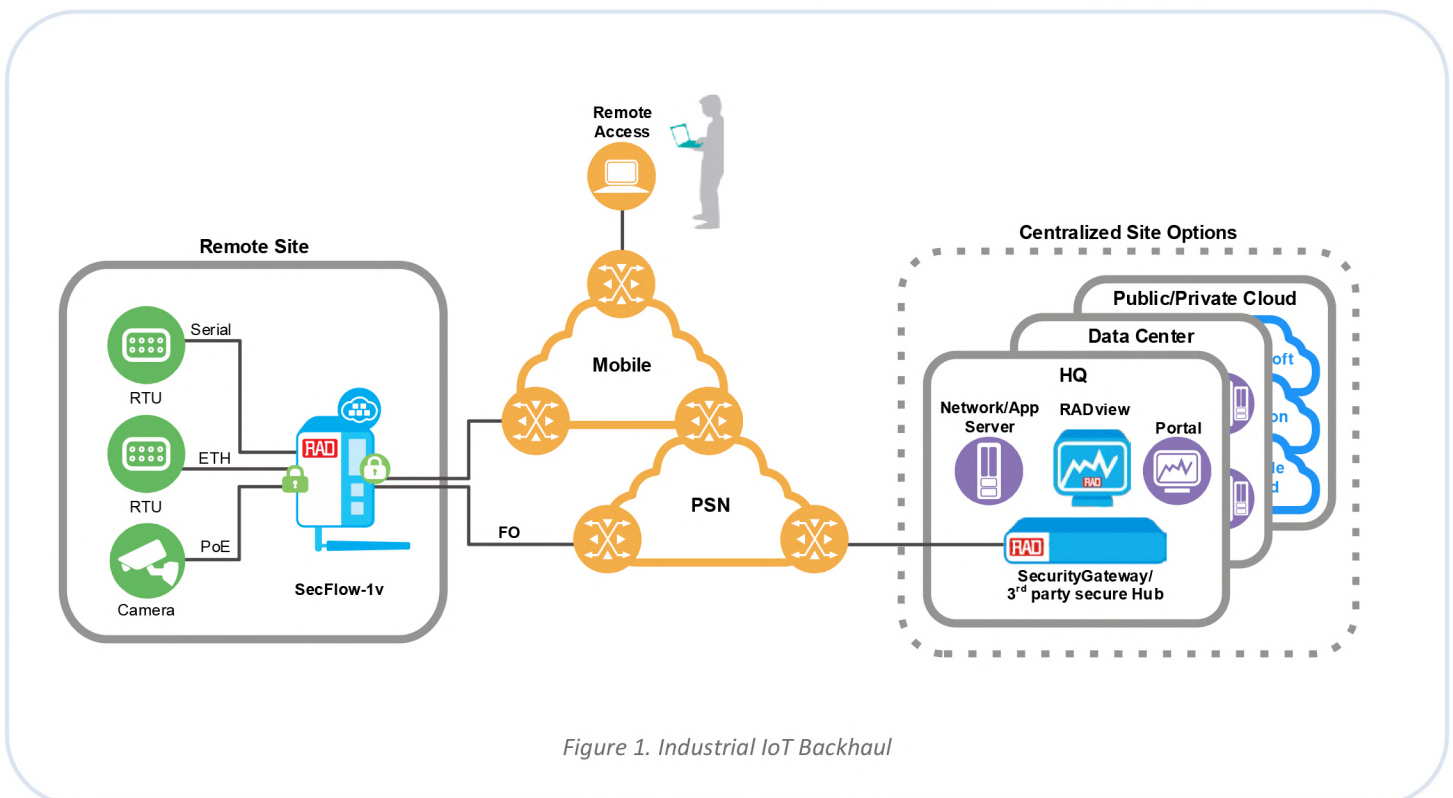 Remote
Access
Remote Site
Serial
RTU
ETH
RTU
PoE
Camera
RAD
SecFlow-1v
Mobile
PSN
FO
Centralized Site Options
Public/Private Cloud
Data Center
HQ
Network/App
Server
RADview
Portal
RAD
RAD
SecurityGateway/
3rd party secure Hub
Figure 1. Industrial IoT Backhaul